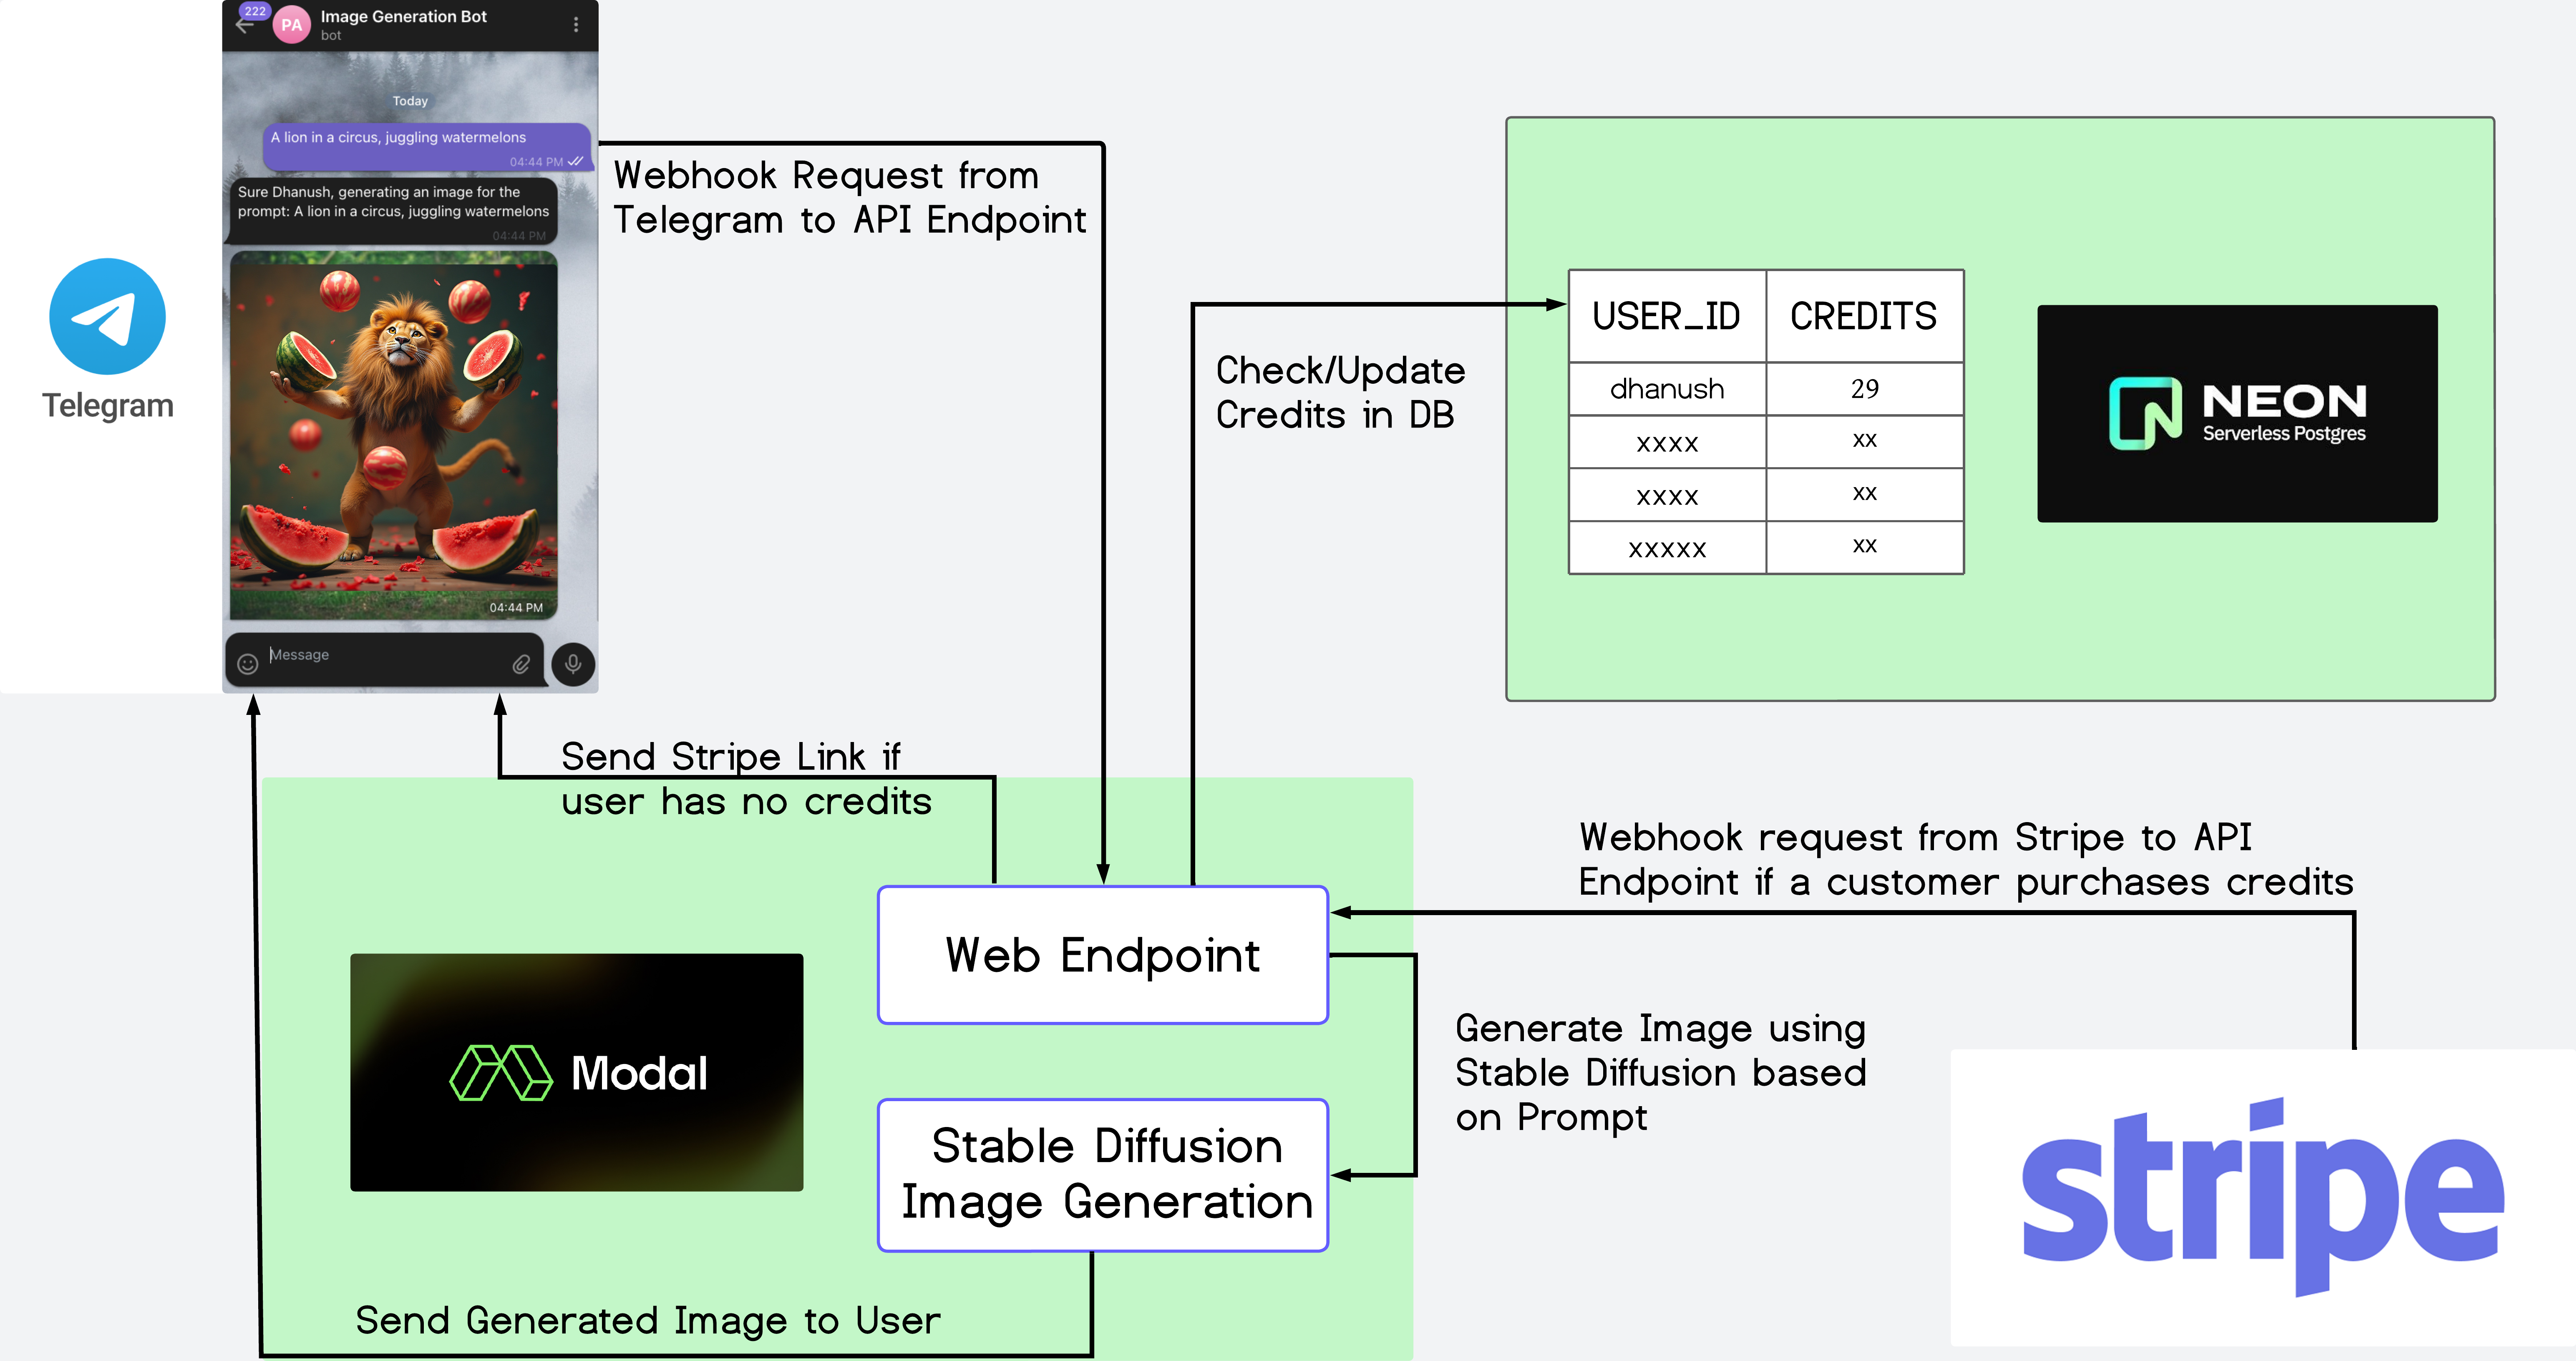 222
PA
Image Generation Bot
bot
Today
A lion in a circus, juggling watermelons
04:44 PM
Sure Dhanush, generating an image for the
prompt: A lion in a circus, juggling watermelons
04:44 PM
04:44 PM
Message
Telegram
Webhook Request from
Telegram to API Endpoint
Check/Update
Credits in DB
USER_ID CREDITS
dhanush 29
xxxx xx
xxxx xx
xxxxx xx
NEON
Serverless Postgres
Send Stripe Link if
user has no credits
Webhook request from Stripe to API
Endpoint if a customer purchases credits
Web Endpoint
Modal
Generate Image using
Stable Diffusion based
on Prompt
Stable Diffusion
Image Generation
stripe
Send Generated Image to User